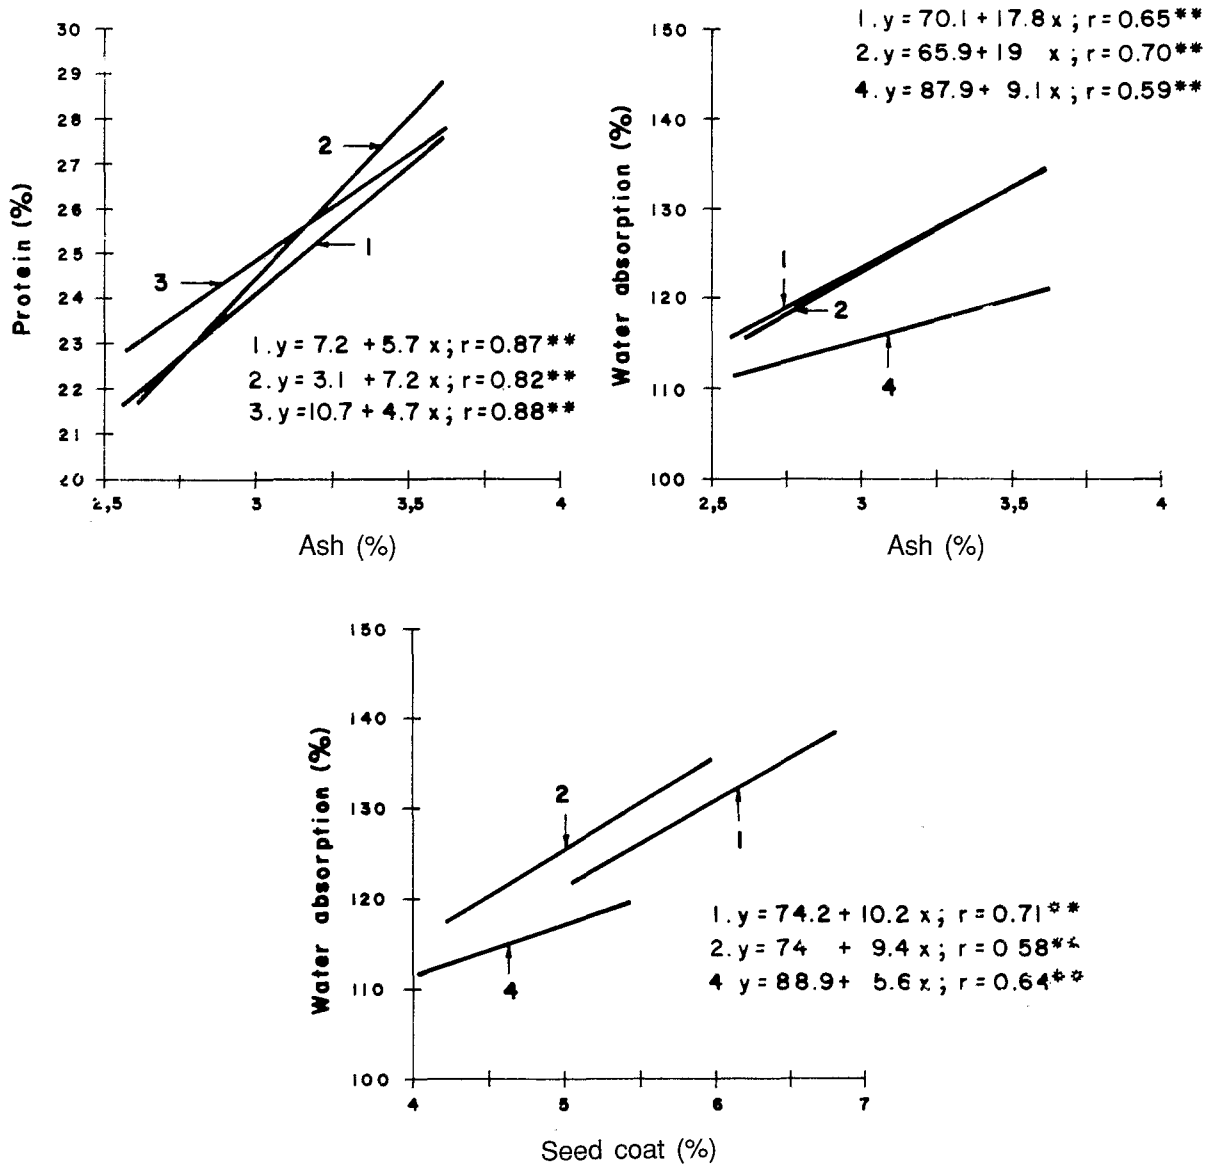 30
29
28
27
26
25
24
23
22
21
20
Protein (%)
2
1
3
1. y = 7.2 + 5.7 x ; r = 0.87**
2. y = 3.1 + 7.2 x ; r = 0.82**
3. y = 10.7 + 4.7 x ; r = 0.88**
2,5 3 3,5 4
Ash (%)
1. y = 70.1 + 17.8 x ; r = 0.65**
2. y = 65.9 + 19 x ; r = 0.70**
4. y = 87.9 + 9.1 x ; r = 0.59**
150
140
130
120
110
100
Water absorption (%)
1
2
4
2,5 3 3,5 4
Ash (%)
150
140
130
120
110
100
Water absorption (%)
2
1
4
1. y = 74.2 + 10.2 x ; r = 0.71**
2. y = 74 + 9.4 x ; r = 0 58**
4 y = 88.9 + 5.6 x ; r = 0.64**
4 5 6 7
Seed coat (%)